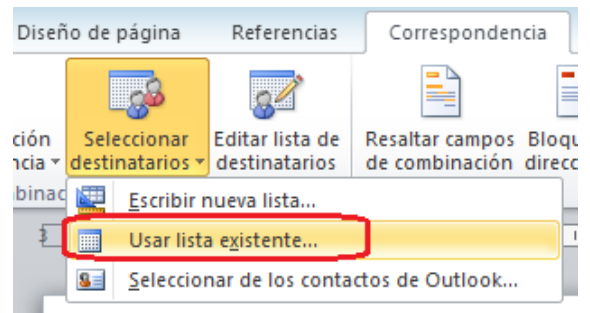 Diseño de página Referencias Correspondencia
Seleccionar destinatarios
Editar lista de destinatarios
Resaltar campos de combinación
Escribir nueva lista...
Usar lista existente...
Seleccionar de los contactos de Outlook...